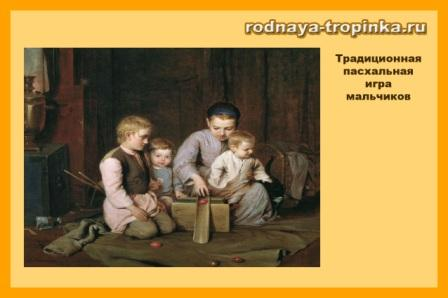 rodnaya-tropinka.ru
Традиционная
пасхальная
игра
мальчиков